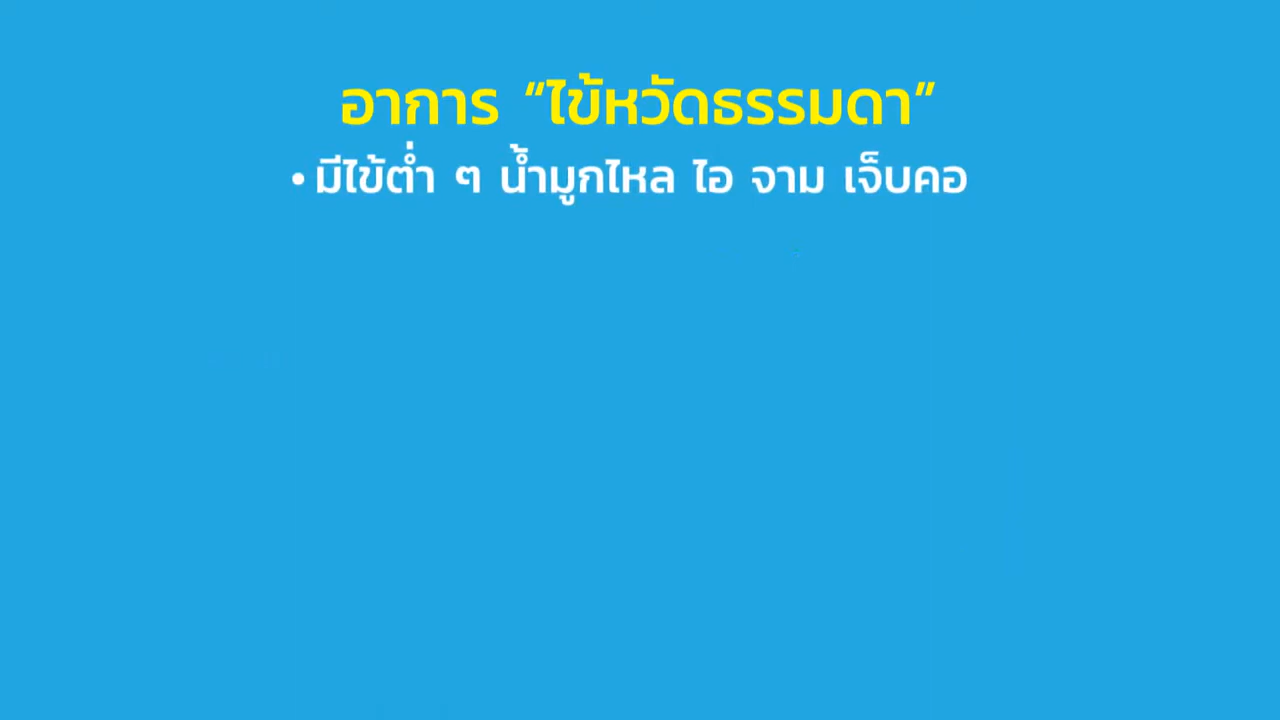 อาการ “ไข้หวัดธรรมดา”
• มีไข้ต่ำ ๆ น้ำมูกไหล ไอ จาม เจ็บคอ